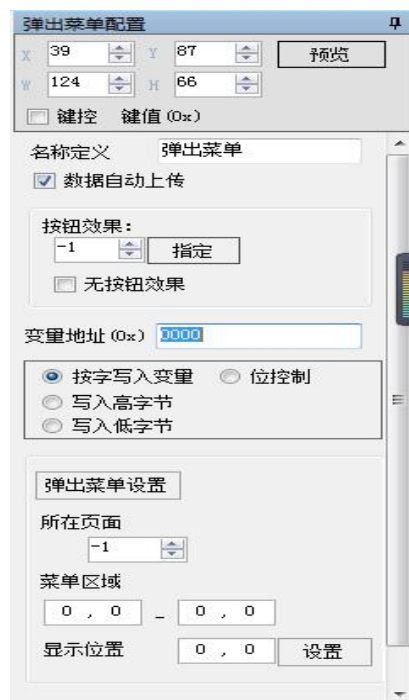 弹出菜单配置
X 39 Y 87 预览
W 124 H 66
键控 键值(0x)
名称定义 弹出菜单
数据自动上传
按钮效果:
-1 指定
无按钮效果
变量地址(0x) 0000
按字写入变量 位控制
写入高字节
写入低字节
弹出菜单设置
所在页面
-1
菜单区域
0 , 0 _ 0 , 0
显示位置 0 , 0 设置